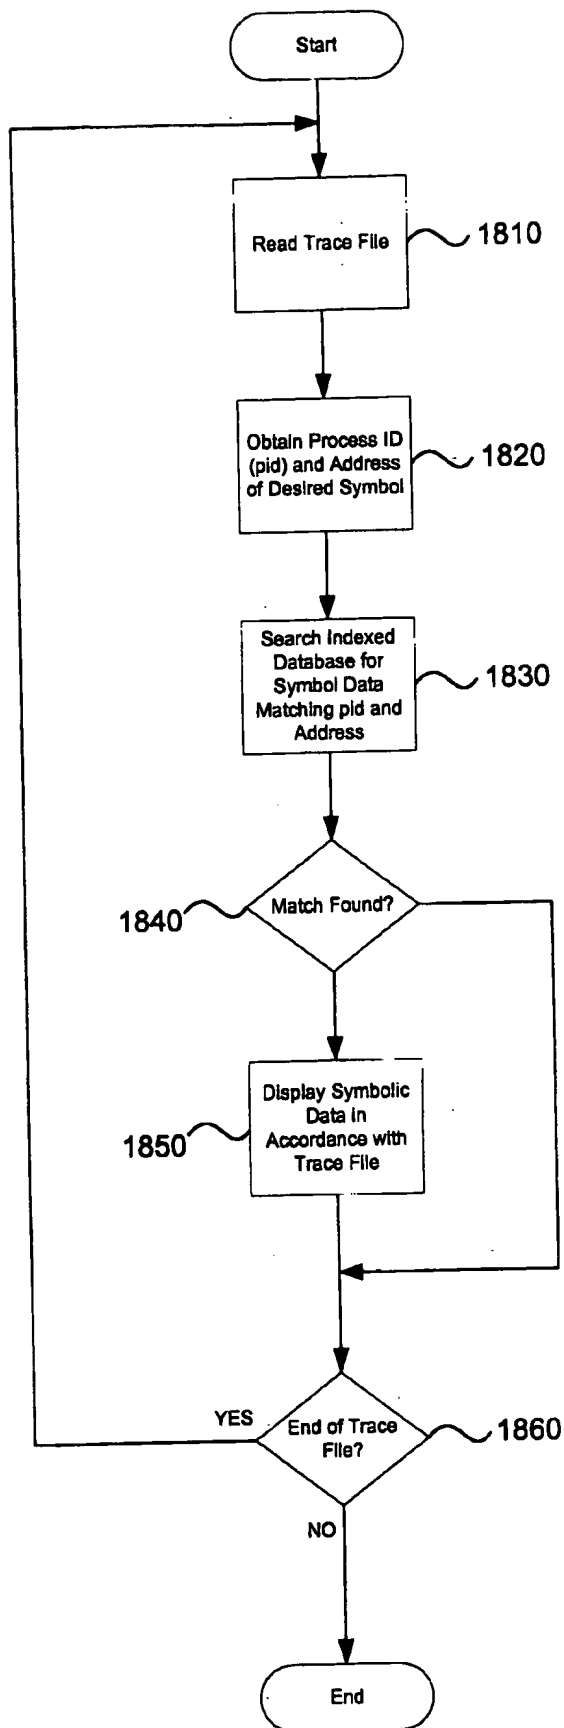 Start
Read Trace File
1810
Obtain Process ID
(pid) and Address
of Desired Symbol
1820
Search Indexed
Database for
Symbol Data
Matching pid and
Address
1830
Match Found?
1840
Display Symbolic
Data in
Accordance with
Trace File
1850
YES
End of Trace
File?
1860
NO
End